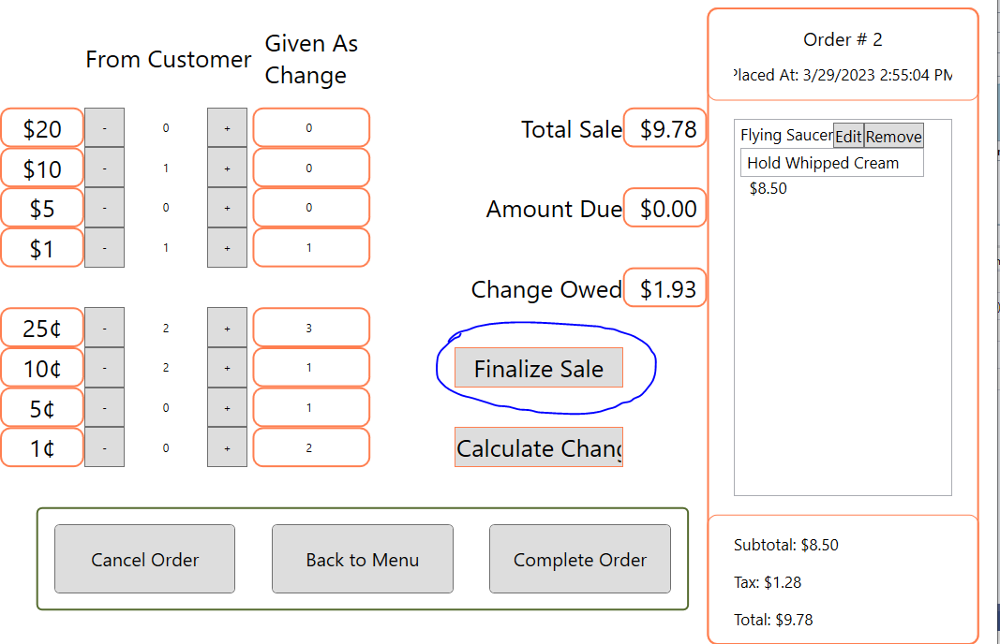 From Customer
Given As
Change
$20 - 0 + 0
$10 - 1 + 0
$5 - 0 + 0
$1 - 1 + 1
25¢ - 2 + 3
10¢ - 2 + 1
5¢ - 0 + 1
1¢ - 0 + 2
Total Sale $9.78
Amount Due $0.00
Change Owed $1.93
Finalize Sale
Calculate Chang
Cancel Order
Back to Menu
Complete Order
Order # 2
Placed At: 3/29/2023 2:55:04 PM
Flying Saucer Edit Remove
Hold Whipped Cream
$8.50
Subtotal: $8.50
Tax: $1.28
Total: $9.78